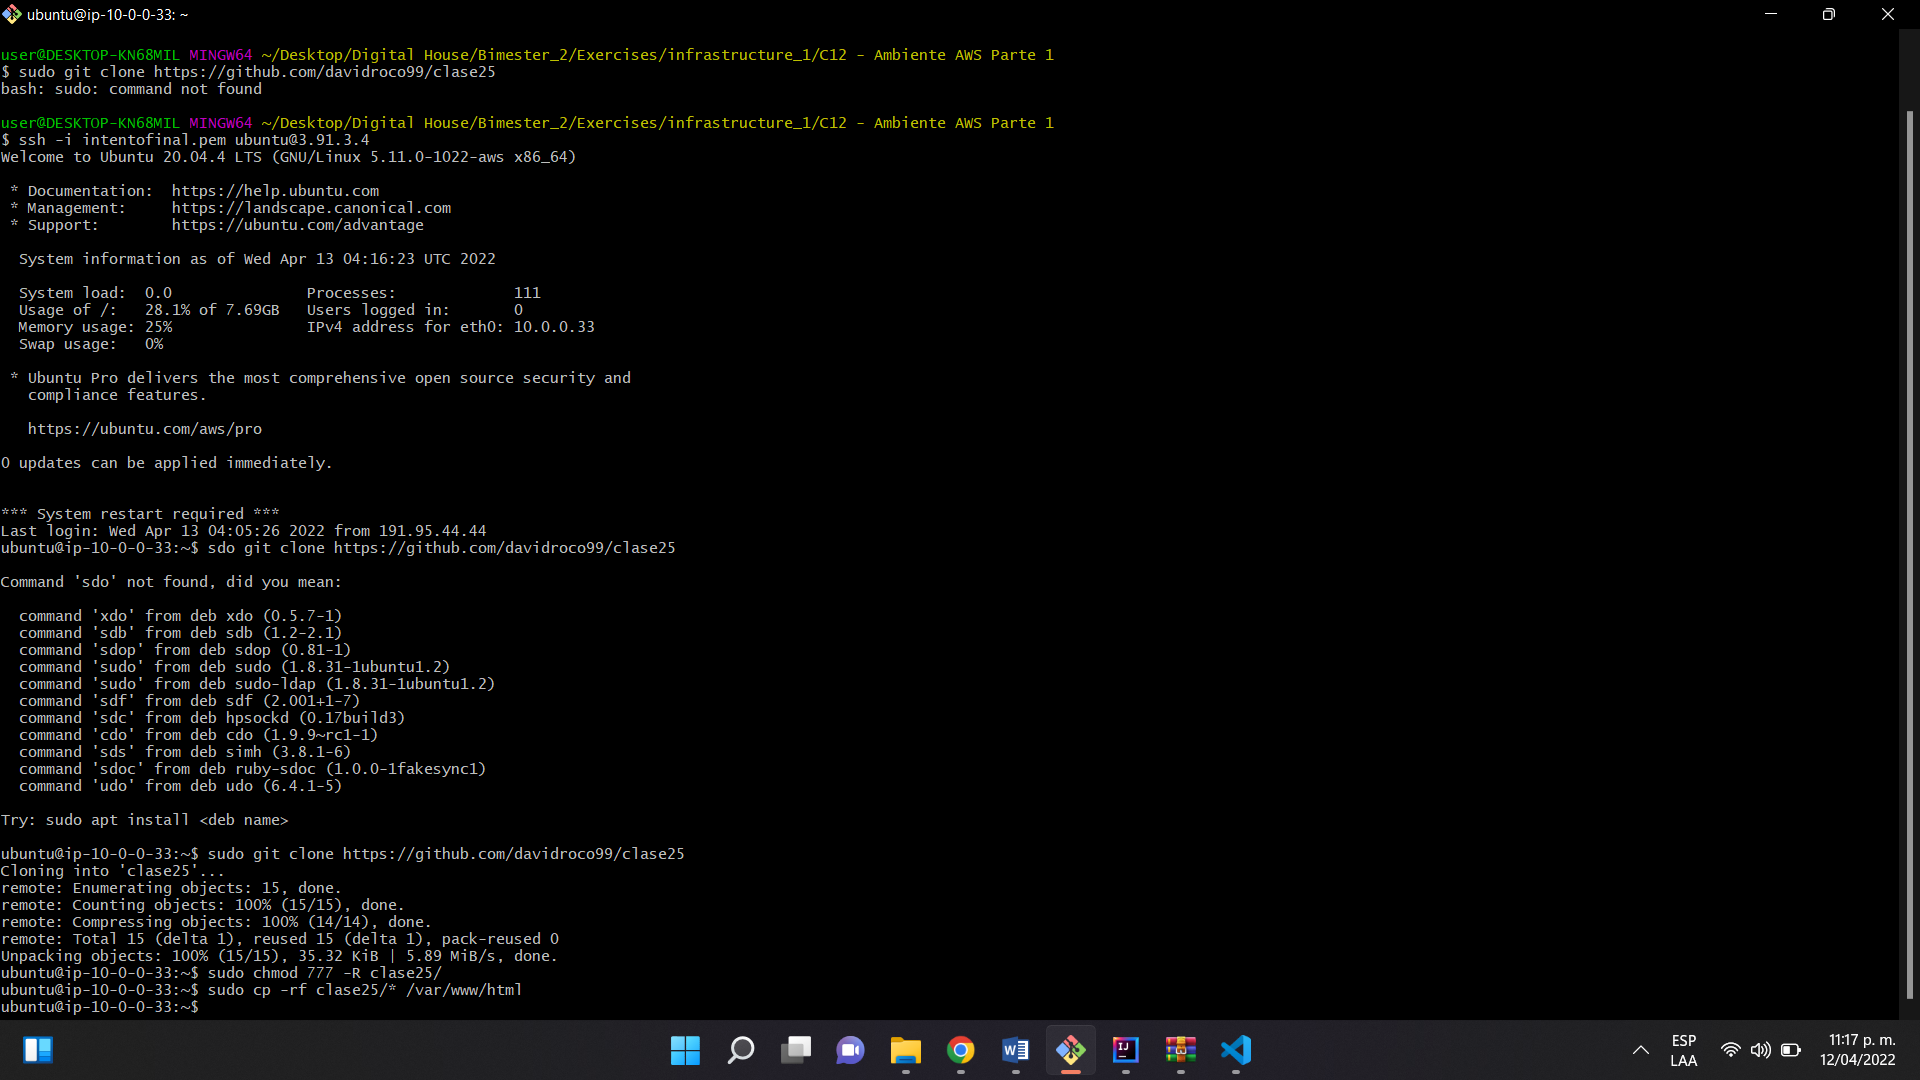 ubuntu@ip-10-0-0-33: ~
user@DESKTOP-KN68MIL MINGW64 ~/Desktop/Digital House/Bimester_2/Exercises/infrastructure_1/C12 - Ambiente AWS Parte 1
$ sudo git clone https://github.com/davidroco99/clase25
bash: sudo: command not found
user@DESKTOP-KN68MIL MINGW64 ~/Desktop/Digital House/Bimester_2/Exercises/infrastructure_1/C12 - Ambiente AWS Parte 1
$ ssh -i intentofinal.pem ubuntu@3.91.3.4
Welcome to Ubuntu 20.04.4 LTS (GNU/Linux 5.11.0-1022-aws x86_64)
* Documentation:  https://help.ubuntu.com
* Management:     https://landscape.canonical.com
* Support:        https://ubuntu.com/advantage
System information as of Wed Apr 13 04:16:23 UTC 2022
System load:  0.0               Processes:             111
Usage of /:   28.1% of 7.69GB   Users logged in:       0
Memory usage: 25%               IPv4 address for eth0: 10.0.0.33
Swap usage:   0%
* Ubuntu Pro delivers the most comprehensive open source security and
compliance features.
https://ubuntu.com/aws/pro
0 updates can be applied immediately.
*** System restart required ***
Last login: Wed Apr 13 04:05:26 2022 from 191.95.44.44
ubuntu@ip-10-0-0-33:~$ sdo git clone https://github.com/davidroco99/clase25
Command 'sdo' not found, did you mean:
command 'xdo' from deb xdo (0.5.7-1)
command 'sdb' from deb sdb (1.2-2.1)
command 'sdop' from deb sdop (0.81-1)
command 'sudo' from deb sudo (1.8.31-1ubuntu1.2)
command 'sudo' from deb sudo-ldap (1.8.31-1ubuntu1.2)
command 'sdf' from deb sdf (2.001+1-7)
command 'sdc' from deb hpsockd (0.17build3)
command 'cdo' from deb cdo (1.9.9~rc1-1)
command 'sds' from deb simh (3.8.1-6)
command 'sdoc' from deb ruby-sdoc (1.0.0-1fakesync1)
command 'udo' from deb udo (6.4.1-5)
Try: sudo apt install <deb name>
ubuntu@ip-10-0-0-33:~$ sudo git clone https://github.com/davidroco99/clase25
Cloning into 'clase25'...
remote: Enumerating objects: 15, done.
remote: Counting objects: 100% (15/15), done.
remote: Compressing objects: 100% (14/14), done.
remote: Total 15 (delta 1), reused 15 (delta 1), pack-reused 0
Unpacking objects: 100% (15/15), 35.32 KiB | 5.89 MiB/s, done.
ubuntu@ip-10-0-0-33:~$ sudo chmod 777 -R clase25/
ubuntu@ip-10-0-0-33:~$ sudo cp -rf clase25/* /var/www/html
ubuntu@ip-10-0-0-33:~$
ESP
LAA
11:17 p. m.
12/04/2022